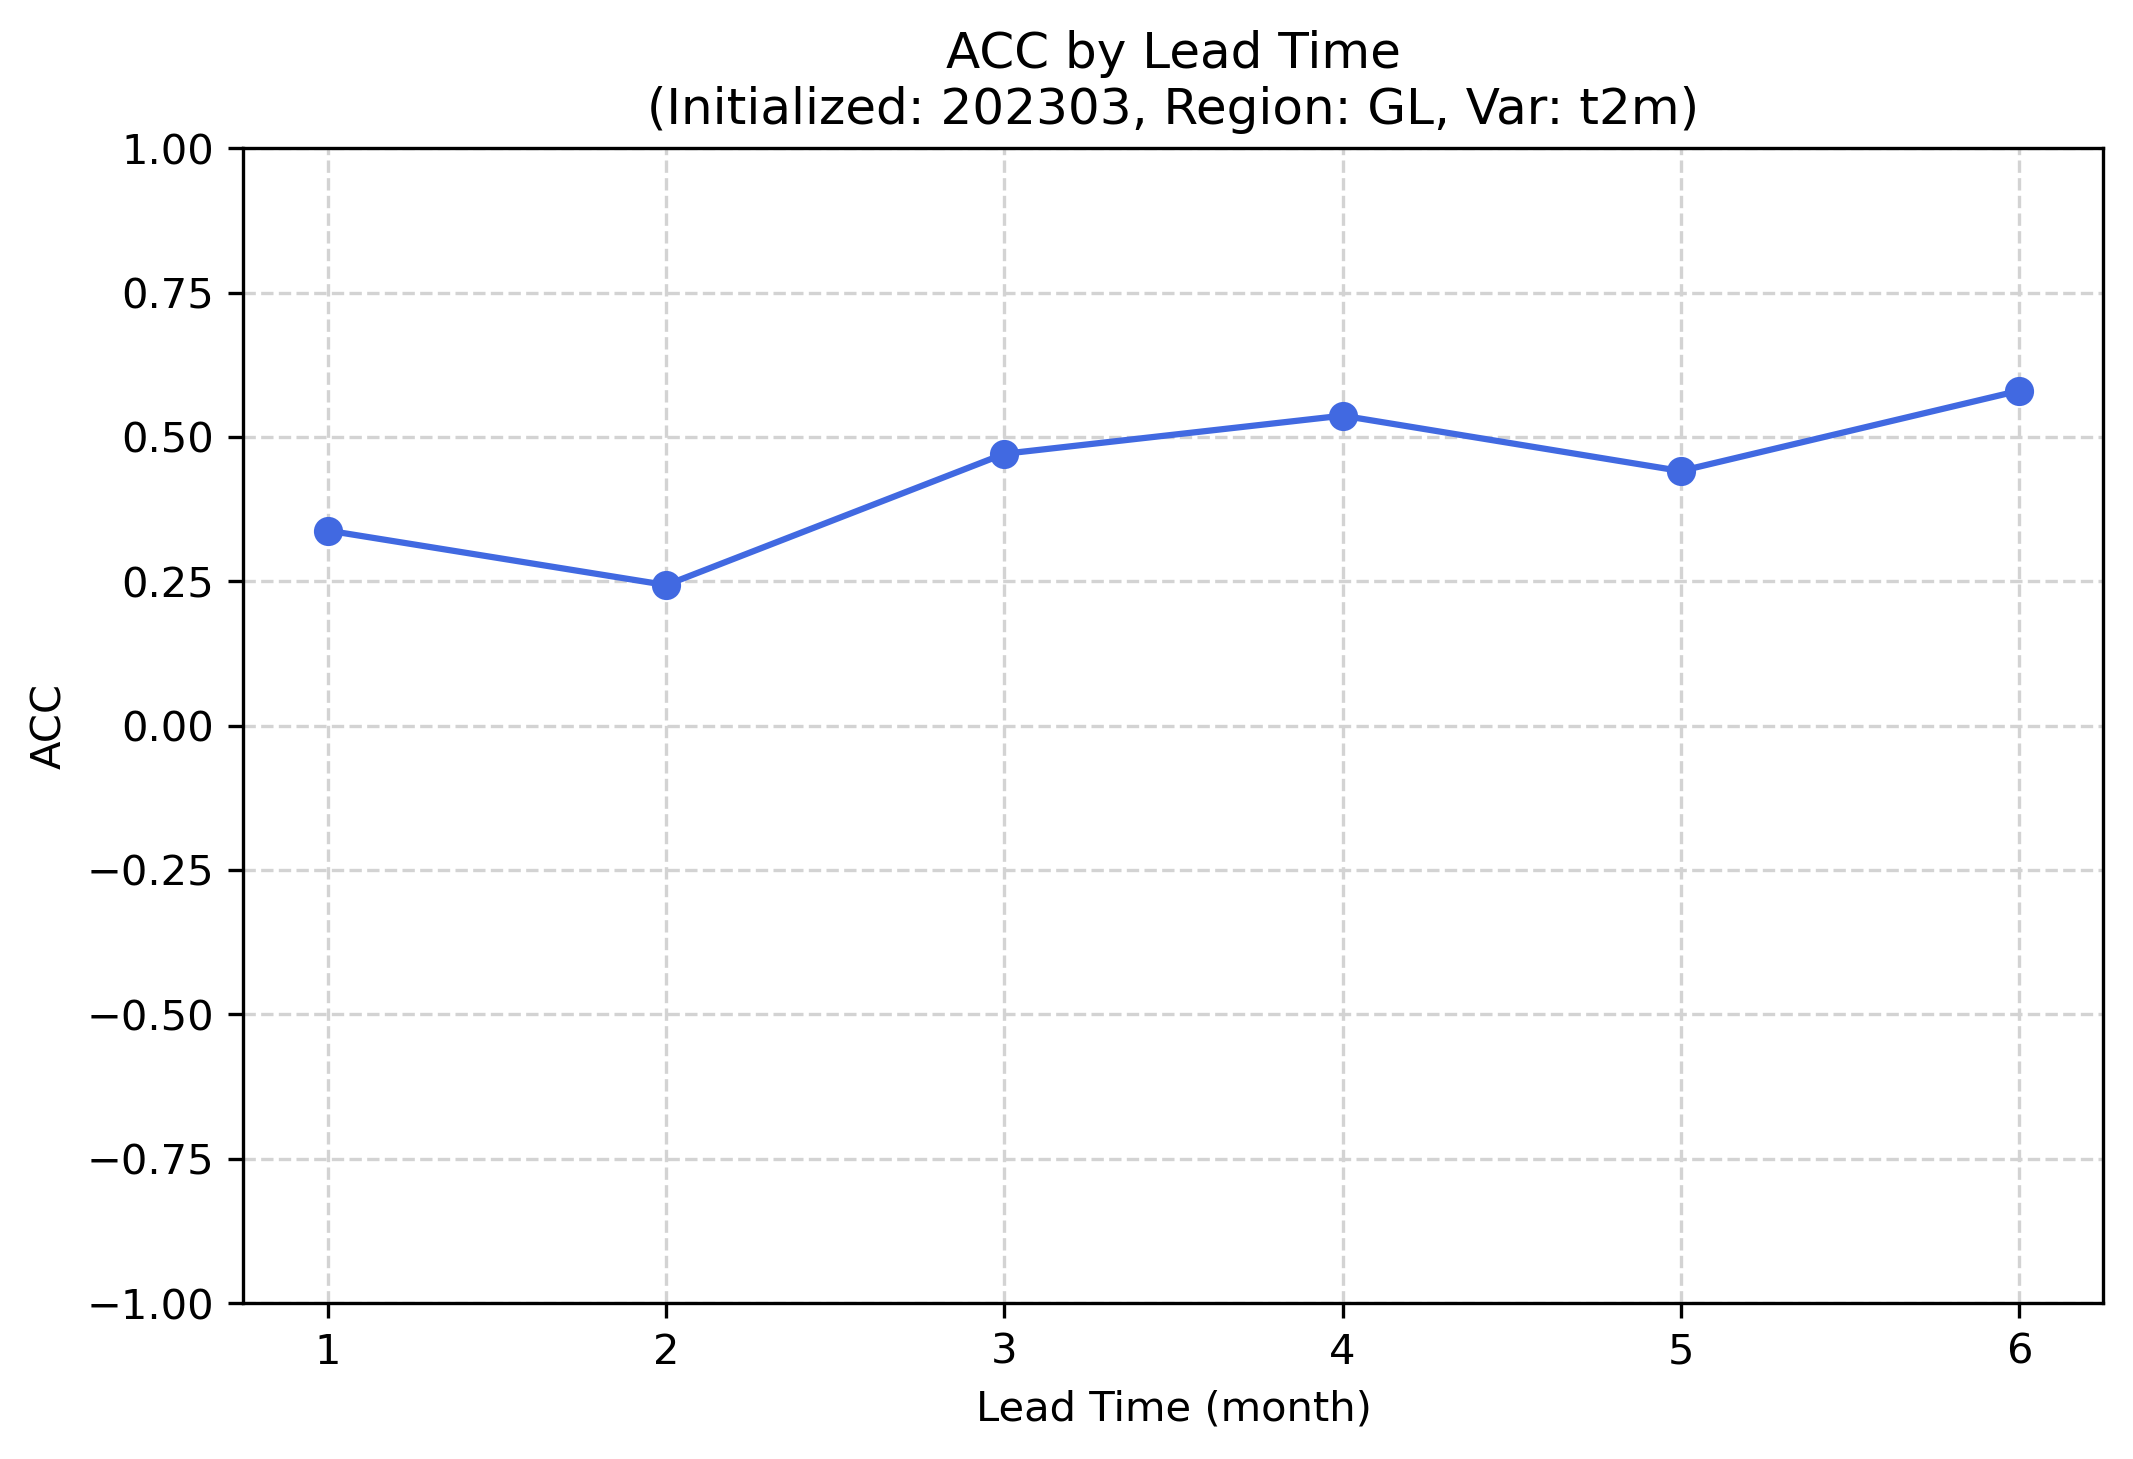 ACC by Lead Time
(Initialized: 202303, Region: GL, Var: t2m)
1.00
0.75
0.50
0.25
0.00
−0.25
−0.50
−0.75
−1.00
ACC
1 2 3 4 5 6
Lead Time (month)